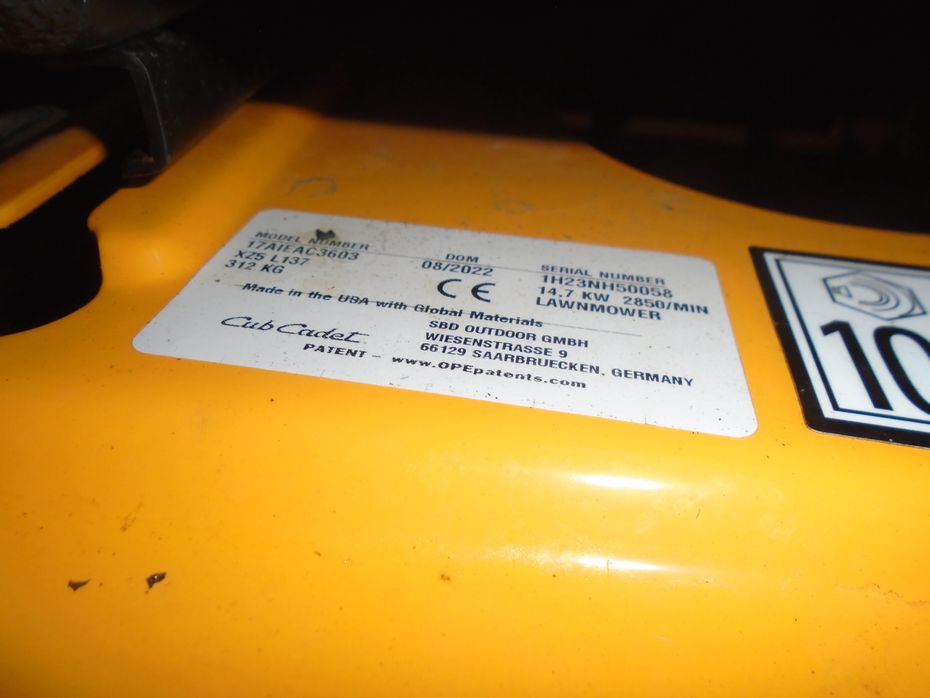 MODEL NUMBER DOM SERIAL NUMBER
17AIEAC3603 08/2022 1H23NH50058
XZ5 L137 CE 14.7 KW 2850/MIN
312 KG LAWNMOWER
Made in the USA with Global Materials
Cub Cadet SBD OUTDOOR GMBH
WIESENSTRASSE 9
66129 SAARBRUECKEN, GERMANY
PATENT - www.OPEpatents.com
10